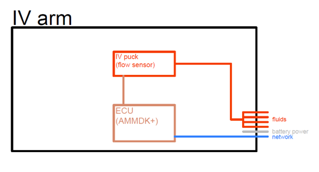 IV arm
IV puck
(flow sensor)
ECU
(AMMDK+)
fluids
battery power
network